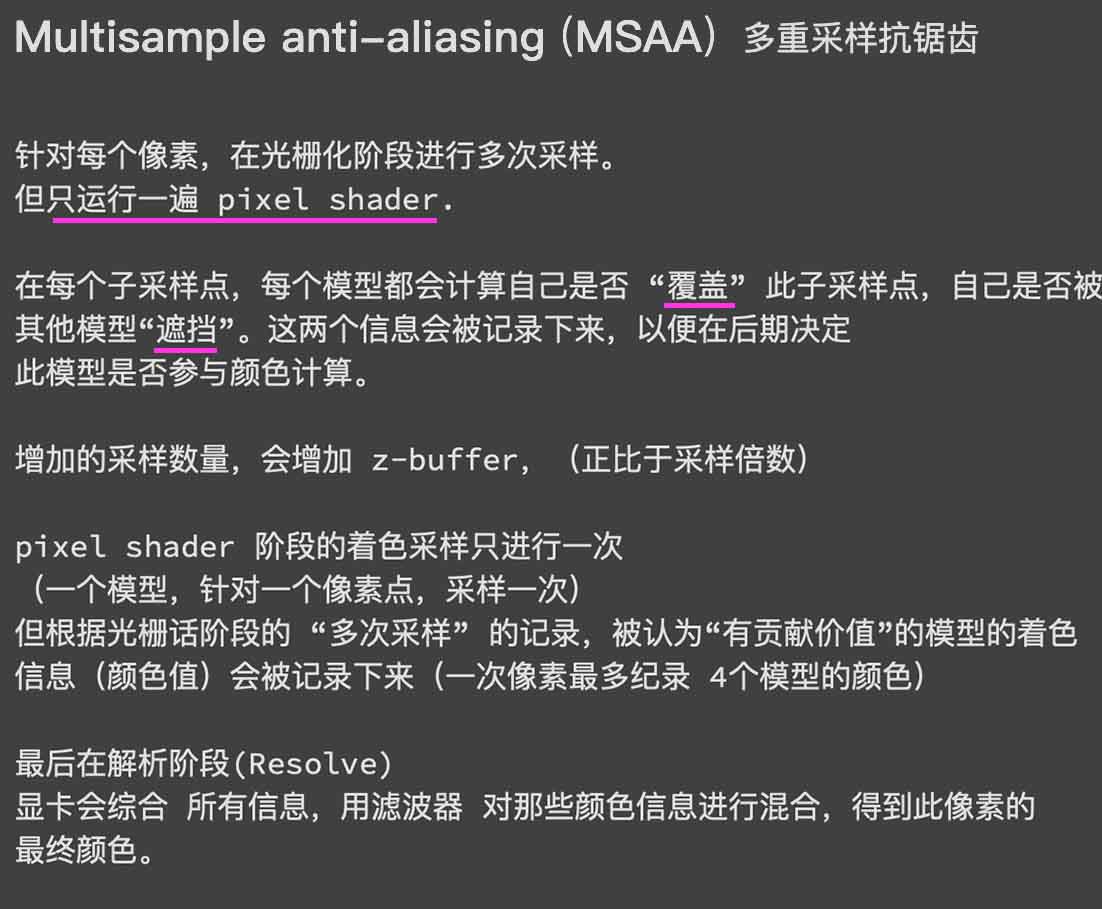 Multisample anti-aliasing (MSAA) 多重采样抗锯齿
针对每个像素，在光栅化阶段进行多次采样。
但只运行一遍 pixel shader.
在每个子采样点，每个模型都会计算自己是否 “覆盖” 此子采样点，自己是否被
其他模型“遮挡”。这两个信息会被记录下来，以便在后期决定
此模型是否参与颜色计算。
增加的采样数量，会增加 z-buffer，（正比于采样倍数）
pixel shader 阶段的着色采样只进行一次
（一个模型，针对一个像素点，采样一次）
但根据光栅话阶段的 “多次采样” 的记录，被认为“有贡献价值”的模型的着色
信息（颜色值）会被记录下来（一次像素最多纪录 4个模型的颜色）
最后在解析阶段(Resolve)
显卡会综合 所有信息，用滤波器 对那些颜色信息进行混合，得到此像素的
最终颜色。